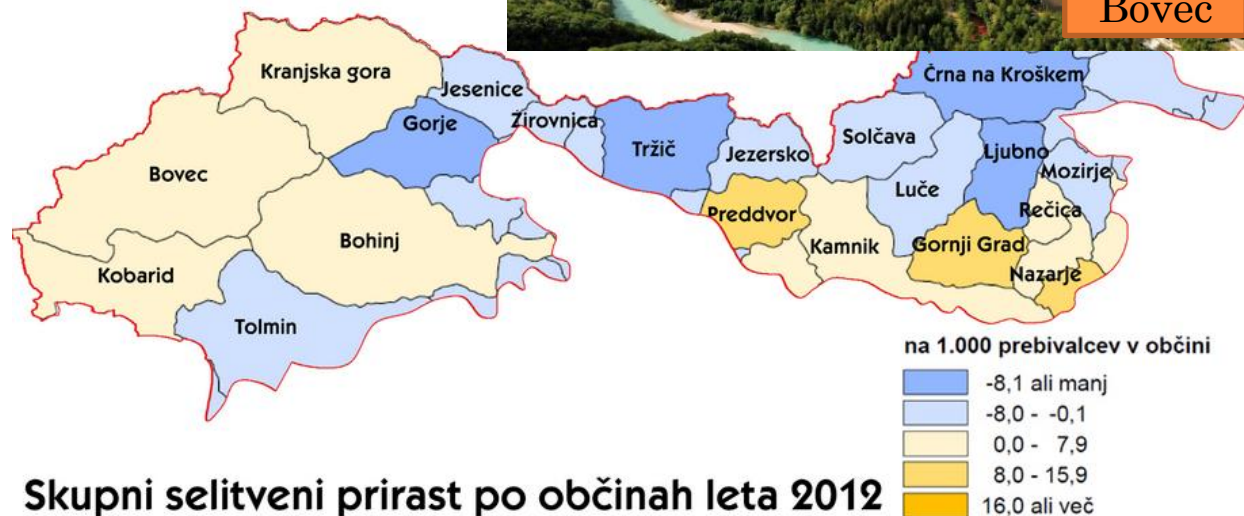 Bovec
Kranjska gora
Jesenice
Črna na Kroškem
Gorje
Žirovnica
Tržič
Jezersko
Solčava
Ljubno
Mozirje
Bovec
Luče
Rečica
Preddvor
Bohinj
Kamnik
Gornji Grad
Kobarid
Nazarje
Tolmin
na 1.000 prebivalcev v občini
-8,1 ali manj
-8,0 - -0,1
0,0 - 7,9
8,0 - 15,9
16,0 ali več
Skupni selitveni prirast po občinah leta 2012